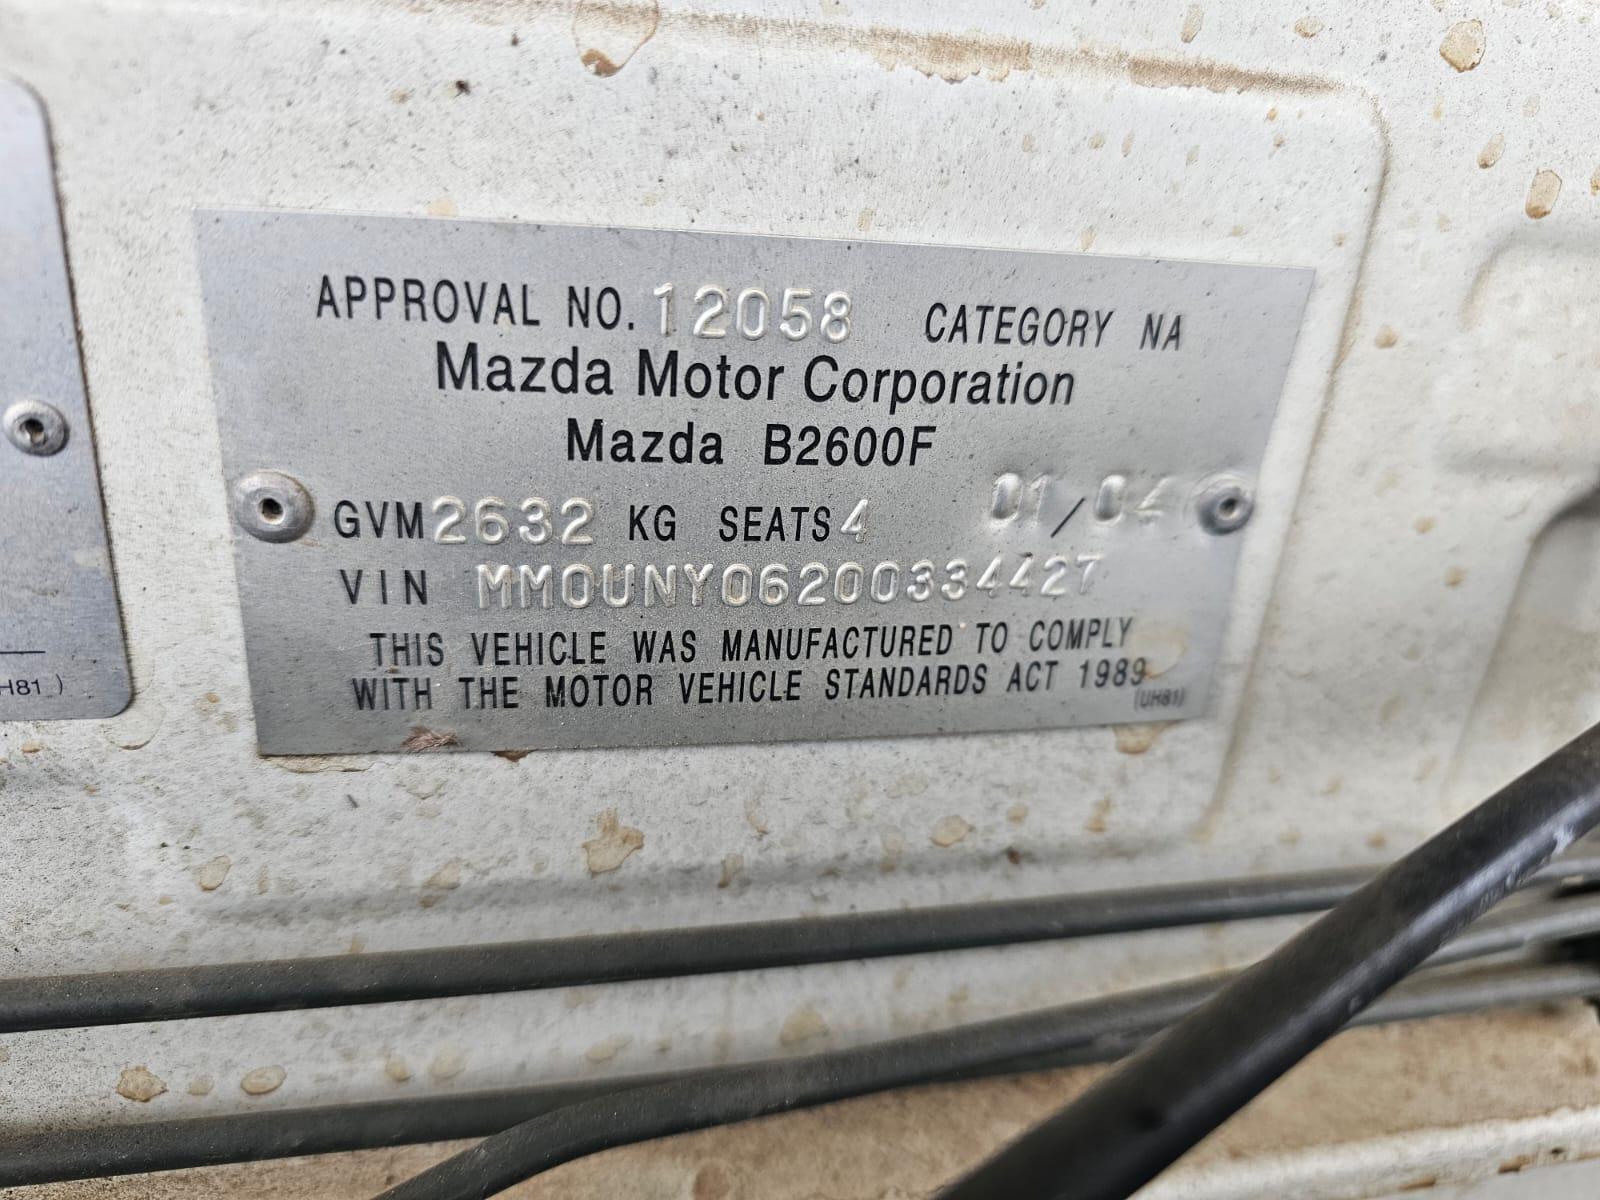 APPROVAL NO. 12058 CATEGORY NA
Mazda Motor Corporation
Mazda B2600F
GVM 2632 KG SEATS 4 01/04
VIN MM0UNY06200334427
THIS VEHICLE WAS MANUFACTURED TO COMPLY
WITH THE MOTOR VEHICLE STANDARDS ACT 1989
(UH81)
H81 )